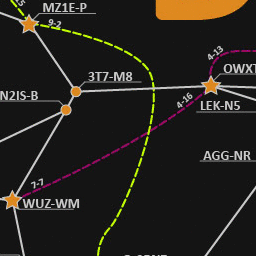 MZ1E-P
9-2
4-13
OWXT
3T7-M8
N2IS-B
4-16
LEK-N5
AGG-NR
7-7
WUZ-WM